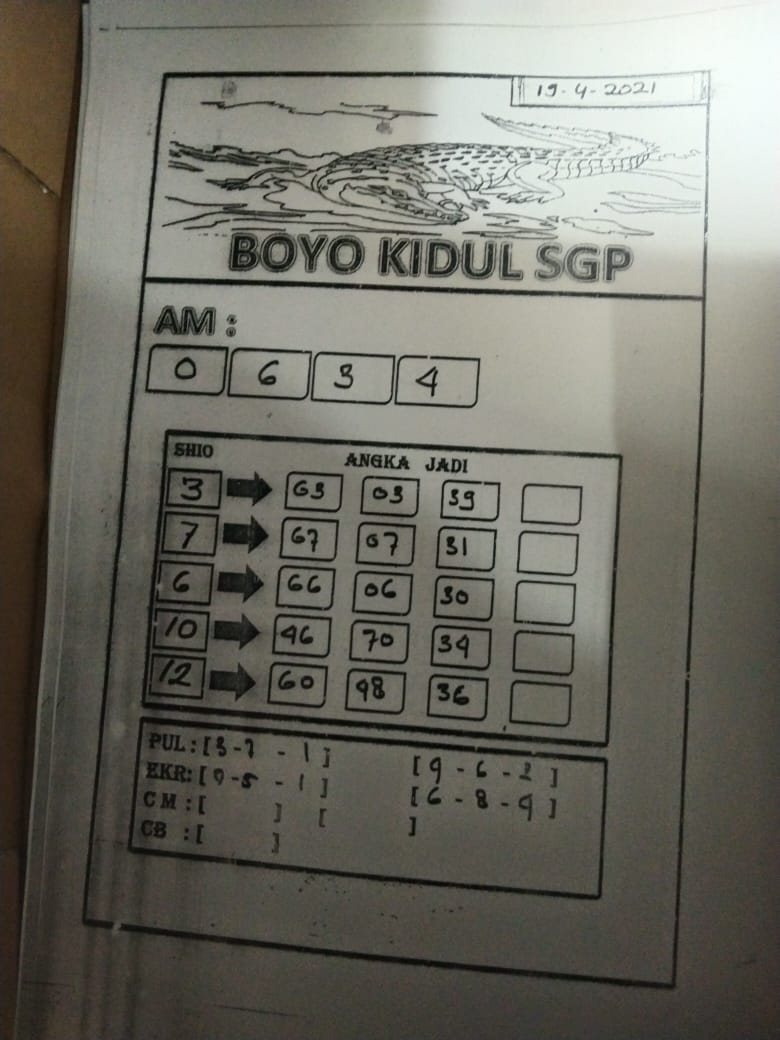 19-4-2021
BOYO KIDUL SGP
AM :
0 6 3 4
SHIO ANGKA JADI
3 63 03 39
7 67 07 31
6 66 06 30
10 46 70 34
12 60 98 36
PUL : [ 3-7 - 1 ] [ 9 - 6 - 2 ]
EKR: [ 0-5 - 1 ] [ 6 - 8 - 9 ]
C M : [ ] [ ]
CB : [ ]